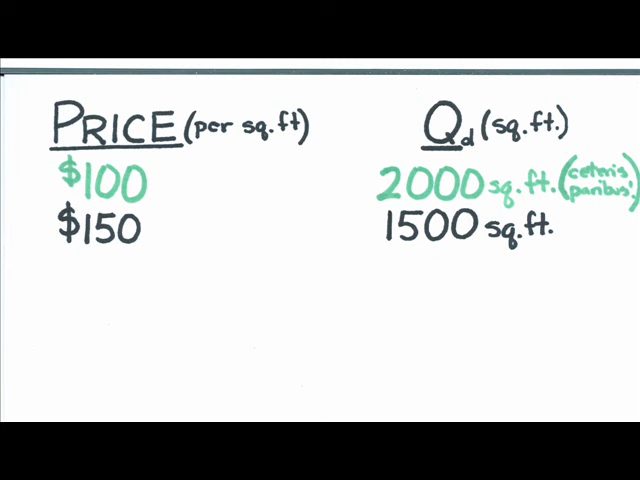 PRICE (per sq.ft) Qd (sq.ft.)
$100 2000 sq.ft. (ceteris paribus!)
$150 1500 sq.ft.